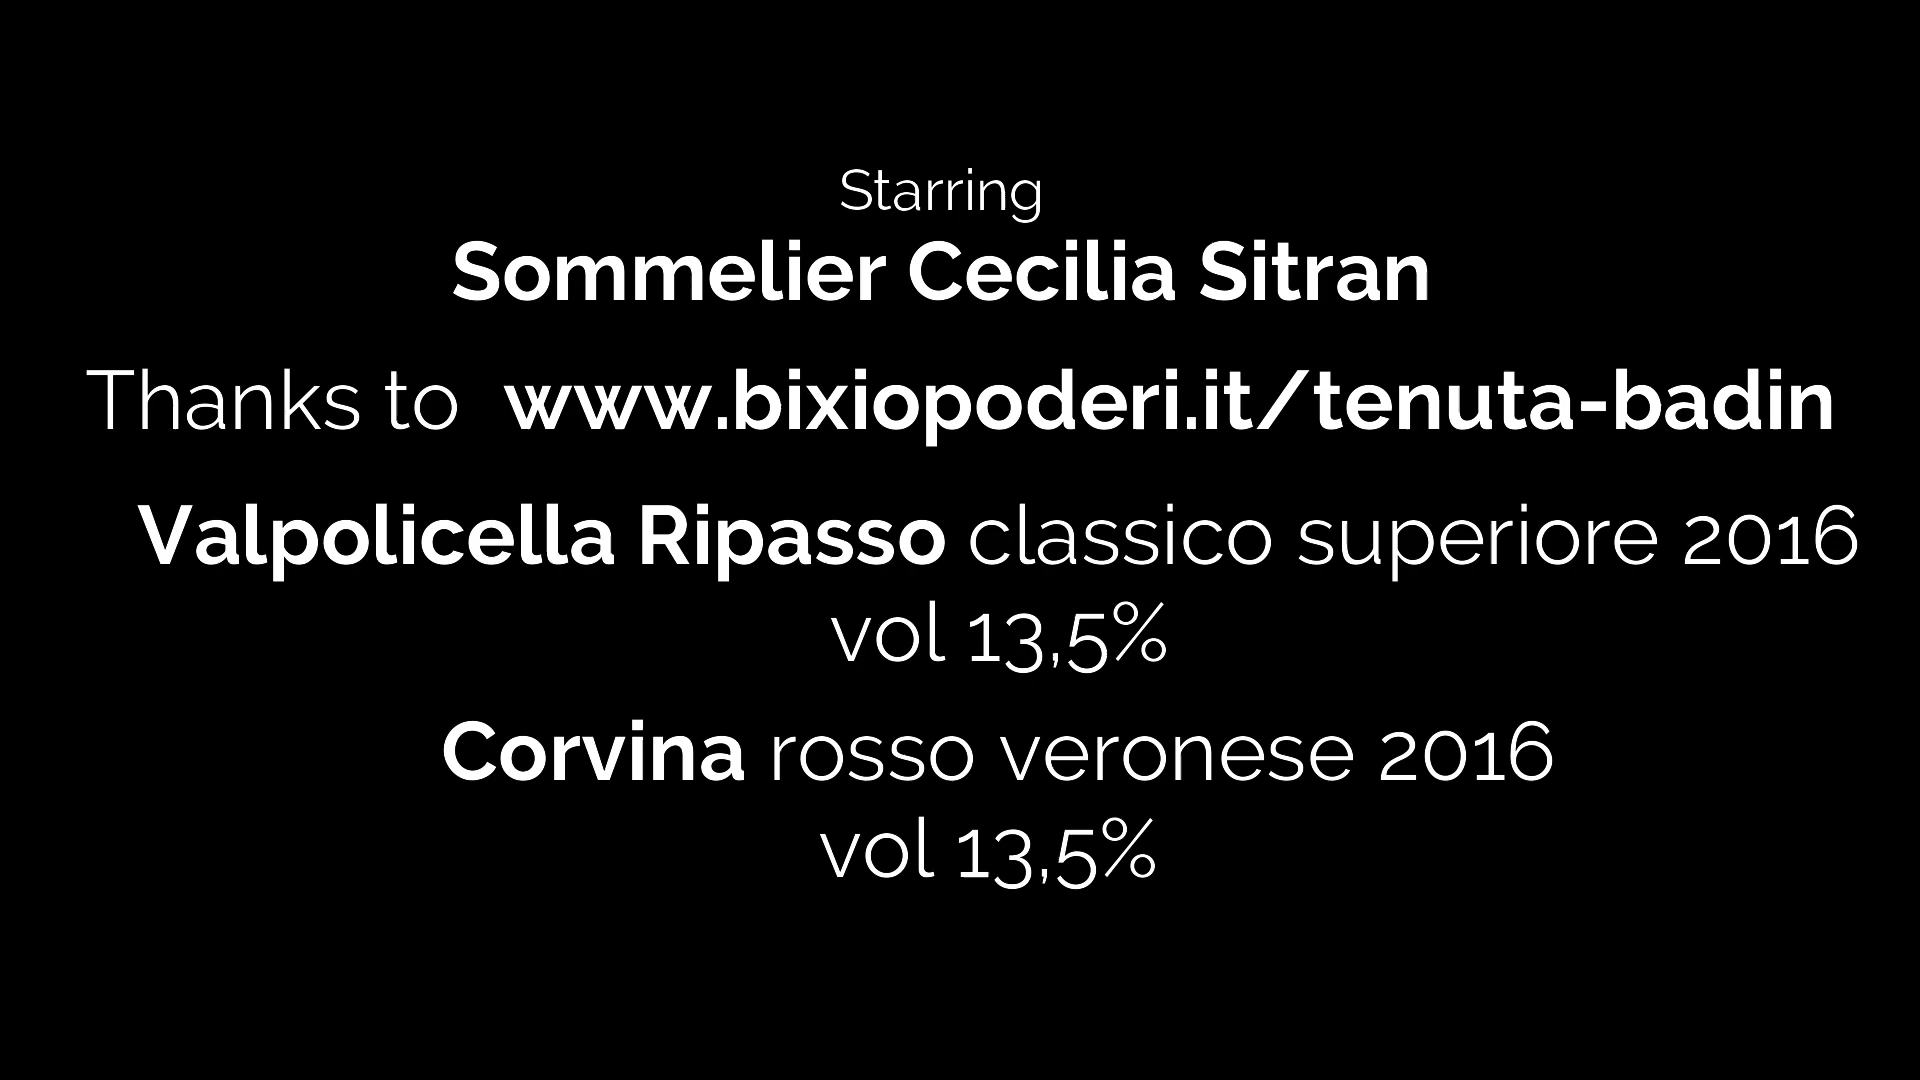 Starring
Sommelier Cecilia Sitran
Thanks to www.bixiopoderi.it/tenuta-badin
Valpolicella Ripasso classico superiore 2016
vol 13,5%
Corvina rosso veronese 2016
vol 13,5%